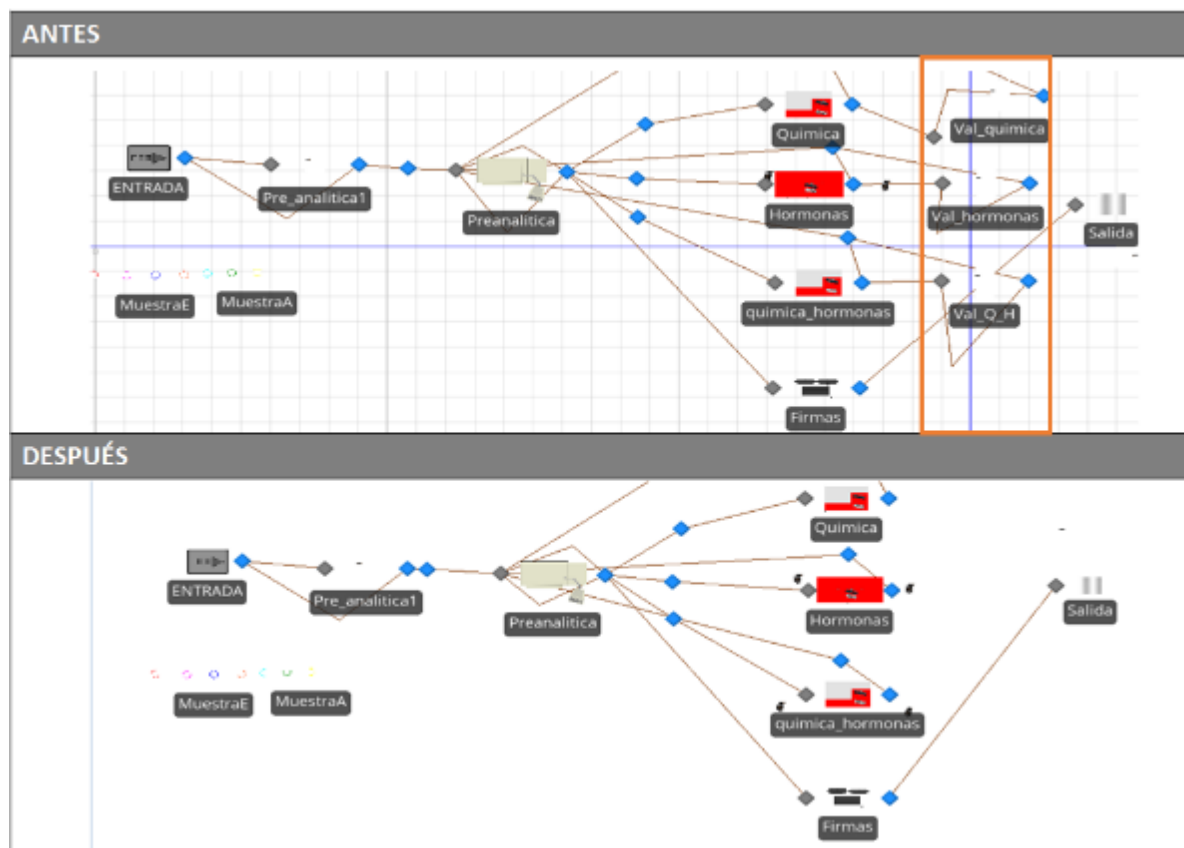 ANTES
Quimica
Val_quimica
ENTRADA
Pre_analitica1
Preanalitica
Hormonas
Val_hormonas
Salida
MuestraE
MuestraA
quimica_hormonas
Val_Q_H
Firmas
DESPUÉS
Quimica
ENTRADA
Pre_analitica1
Preanalitica
Hormonas
Salida
MuestraE
MuestraA
quimica_hormonas
Firmas